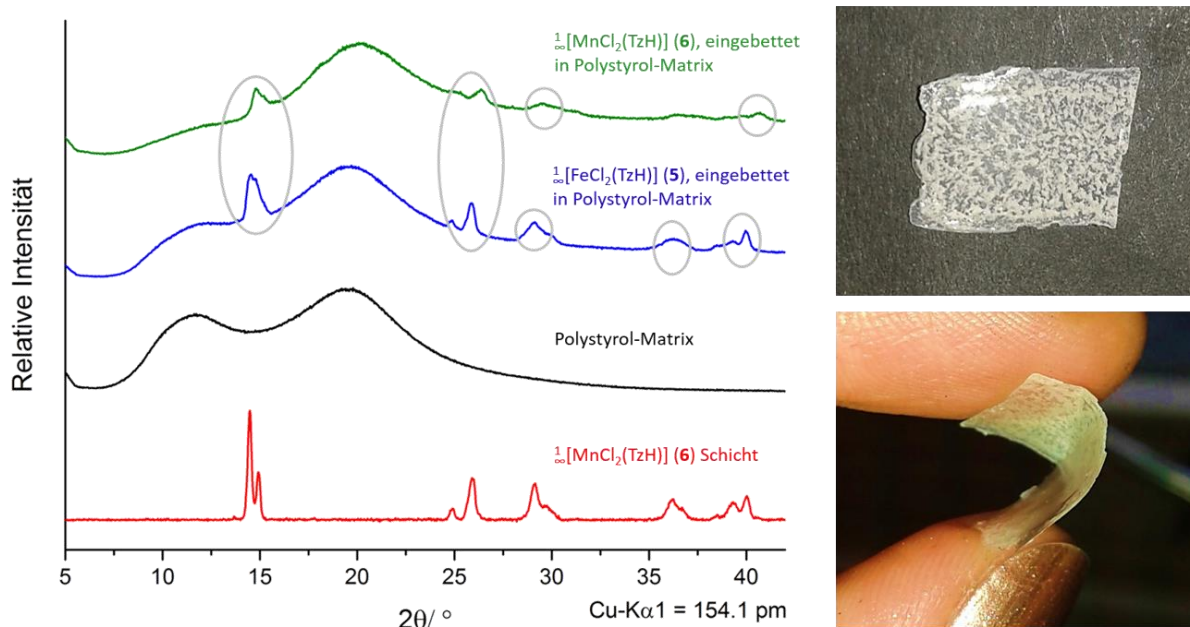 1∞[MnCl2(TzH)] (6), eingebettet
in Polystyrol-Matrix
1∞[FeCl2(TzH)] (5), eingebettet
in Polystyrol-Matrix
Polystyrol-Matrix
1∞[MnCl2(TzH)] (6) Schicht
Relative Intensität
5 10 15 20 25 30 35 40
2θ/ °
Cu-Kα1 = 154.1 pm